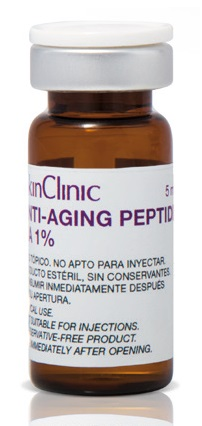 kinClinic
5 m
NTI-AGING PEPTID
A 1%
TÓPICO. NO APTO PARA INYECTAR.
DUCTO ESTÉRIL, SIN CONSERVANTES.
SUMIR INMEDIATAMENTE DESPUÉS
U APERTURA.
CAL USE.
SUITABLE FOR INJECTIONS.
ERVATIVE-FREE PRODUCT.
IMMEDIATELY AFTER OPENING.